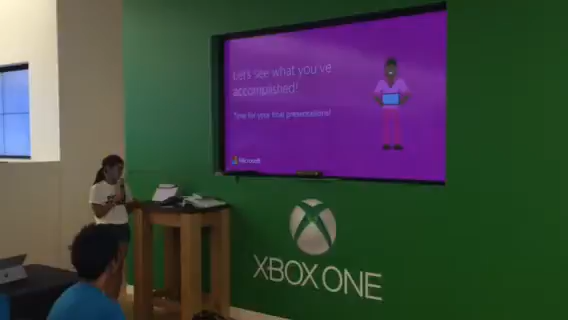 Let's see what you've
accomplished!
Time for your final presentations!
Microsoft
XBOX ONE